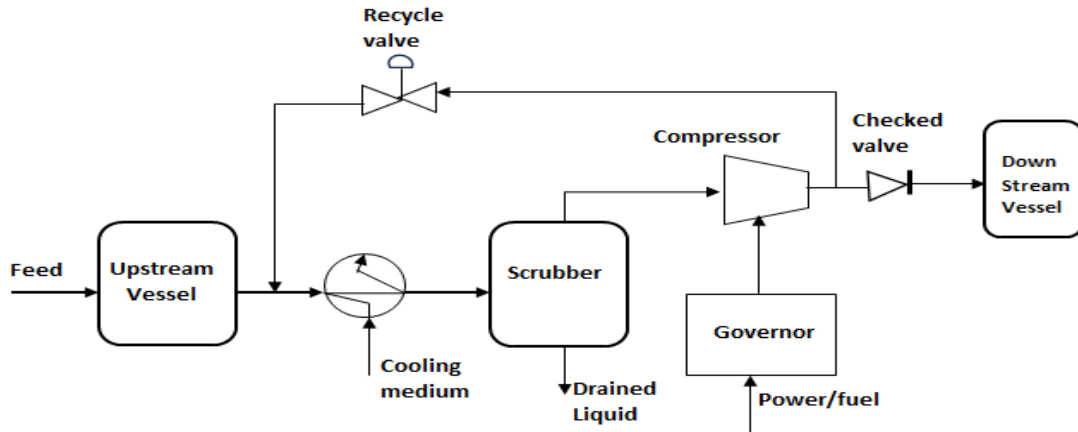 Recycle
valve
Compressor
Checked
valve
Down
Stream
Vessel
Feed
Upstream
Vessel
Scrubber
Governor
Cooling
medium
Drained
Liquid
Power/fuel